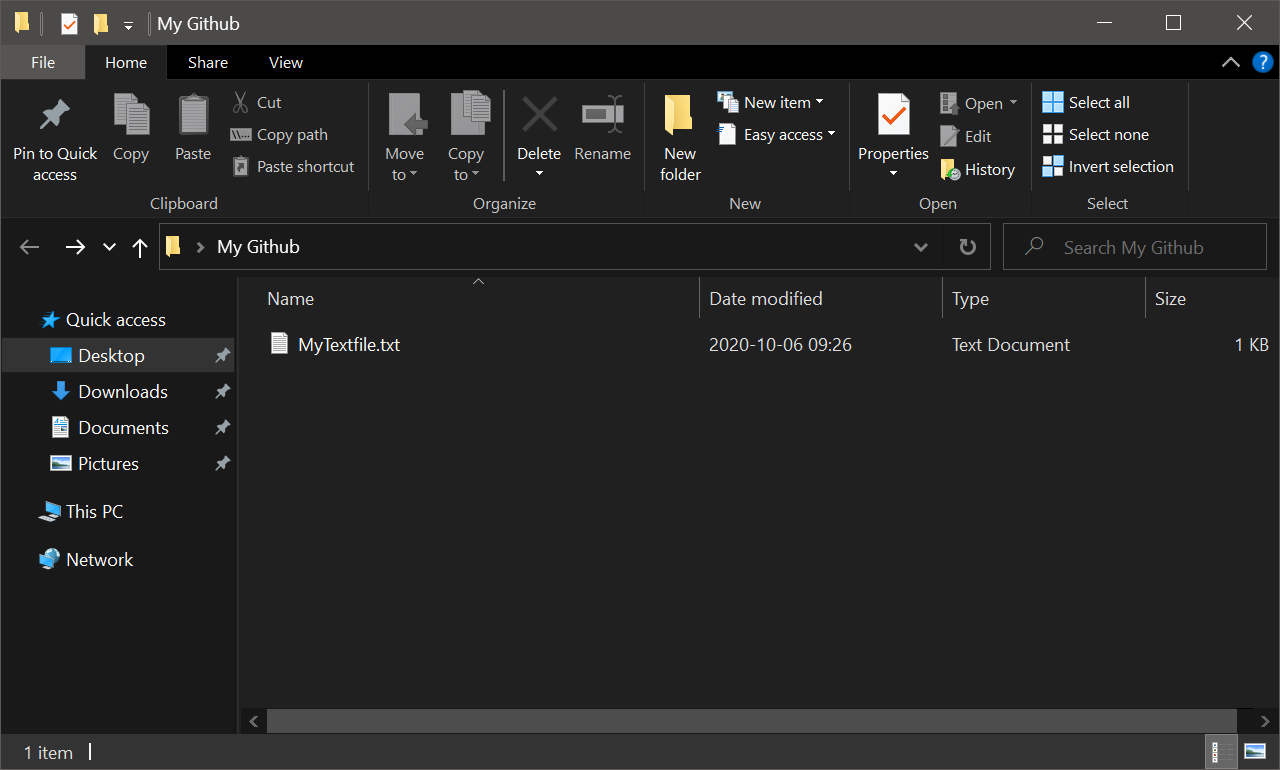 My Github
File Home Share View
Pin to Quick access
Copy
Paste
Cut
Copy path
Paste shortcut
Clipboard
Move to
Copy to
Delete
Rename
Organize
New folder
New item
Easy access
New
Properties
Open
Edit
History
Open
Select all
Select none
Invert selection
Select
My Github
Search My Github
Quick access
Desktop
Downloads
Documents
Pictures
This PC
Network
Name Date modified Type Size
MyTextfile.txt 2020-10-06 09:26 Text Document 1 KB
1 item